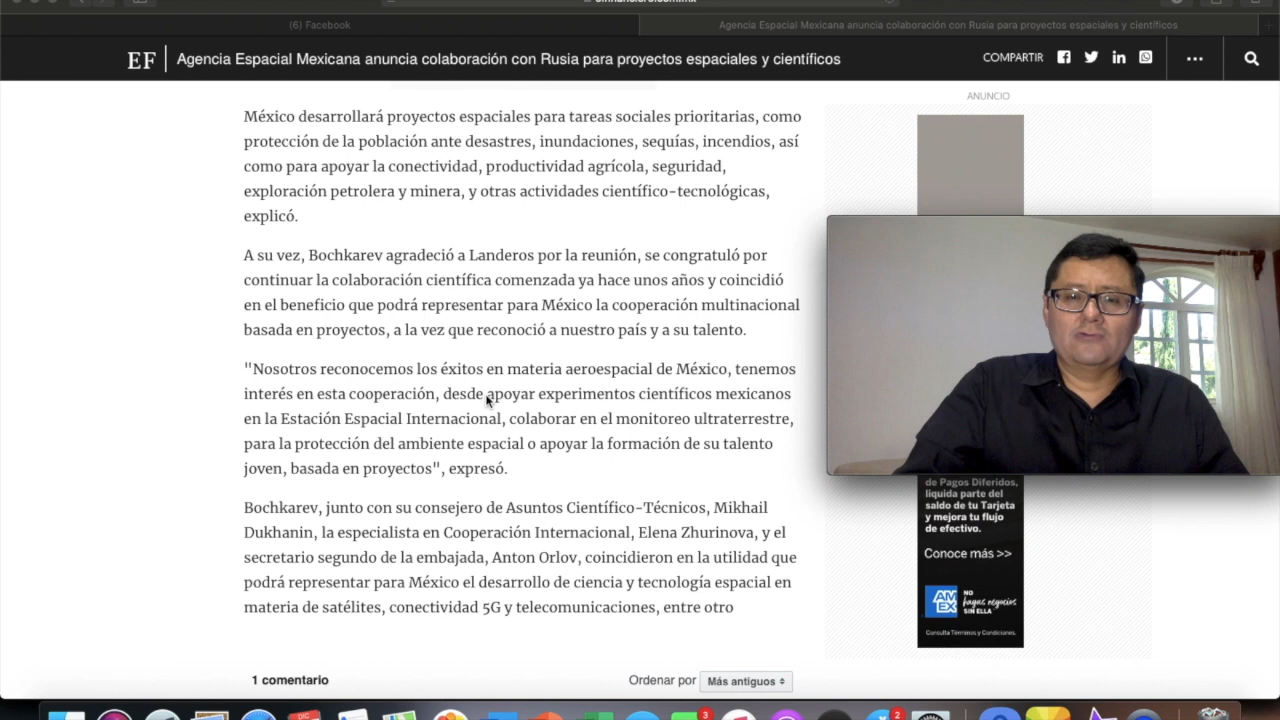 (6) Facebook
Agencia Espacial Mexicana anuncia colaboración con Rusia para proyectos espaciales y científicos
EF Agencia Espacial Mexicana anuncia colaboración con Rusia para proyectos espaciales y científicos
COMPARTIR
ANUNCIO
México desarrollará proyectos espaciales para tareas sociales prioritarias, como
protección de la población ante desastres, inundaciones, sequías, incendios, así
como para apoyar la conectividad, productividad agrícola, seguridad,
exploración petrolera y minera, y otras actividades científico-tecnológicas,
explicó.
A su vez, Bochkarev agradeció a Landeros por la reunión, se congratuló por
continuar la colaboración científica comenzada ya hace unos años y coincidió
en el beneficio que podrá representar para México la cooperación multinacional
basada en proyectos, a la vez que reconoció a nuestro país y a su talento.
"Nosotros reconocemos los éxitos en materia aeroespacial de México, tenemos
interés en esta cooperación, desde apoyar experimentos científicos mexicanos
en la Estación Espacial Internacional, colaborar en el monitoreo ultraterrestre,
para la protección del ambiente espacial o apoyar la formación de su talento
joven, basada en proyectos", expresó.
Bochkarev, junto con su consejero de Asuntos Científico-Técnicos, Mikhail
Dukhanin, la especialista en Cooperación Internacional, Elena Zhurinova, y el
secretario segundo de la embajada, Anton Orlov, coincidieron en la utilidad que
podrá representar para México el desarrollo de ciencia y tecnología espacial en
materia de satélites, conectividad 5G y telecomunicaciones, entre otro
de Pagos Diferidos,
liquida parte del
saldo de tu Tarjeta
y mejora tu flujo
de efectivo.
Conoce más >>
AMEX
NO
hagas negocios
SIN ELLA
Consulta Términos y Condiciones.
1 comentario
Ordenar por Más antiguos
DIC
3
2